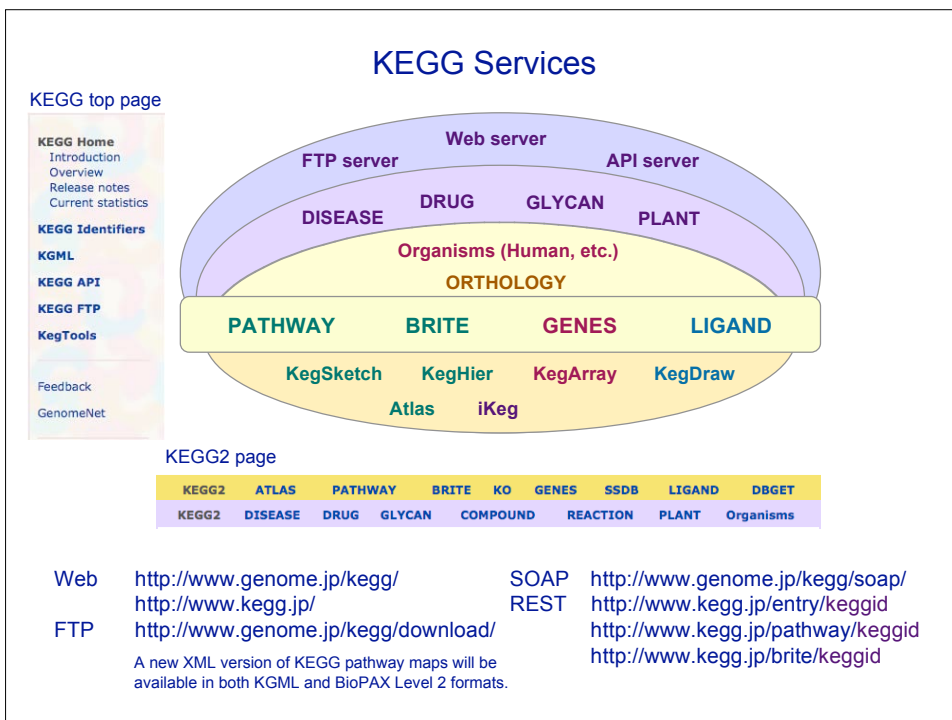 KEGG Services
KEGG top page
KEGG Home
Introduction
Overview
Release notes
Current statistics
KEGG Identifiers
KGML
KEGG API
KEGG FTP
KegTools
Feedback
GenomeNet
Web server
FTP server API server
DISEASE DRUG GLYCAN PLANT
Organisms (Human, etc.)
ORTHOLOGY
PATHWAY BRITE GENES LIGAND
KegSketch KegHier KegArray KegDraw
Atlas iKeg
KEGG2 page
KEGG2 ATLAS PATHWAY BRITE KO GENES SSDB LIGAND DBGET
KEGG2 DISEASE DRUG GLYCAN COMPOUND REACTION PLANT Organisms
Web http://www.genome.jp/kegg/
http://www.kegg.jp/
FTP http://www.genome.jp/kegg/download/
A new XML version of KEGG pathway maps will be
available in both KGML and BioPAX Level 2 formats.
SOAP http://www.genome.jp/kegg/soap/
REST http://www.kegg.jp/entry/keggid
http://www.kegg.jp/pathway/keggid
http://www.kegg.jp/brite/keggid